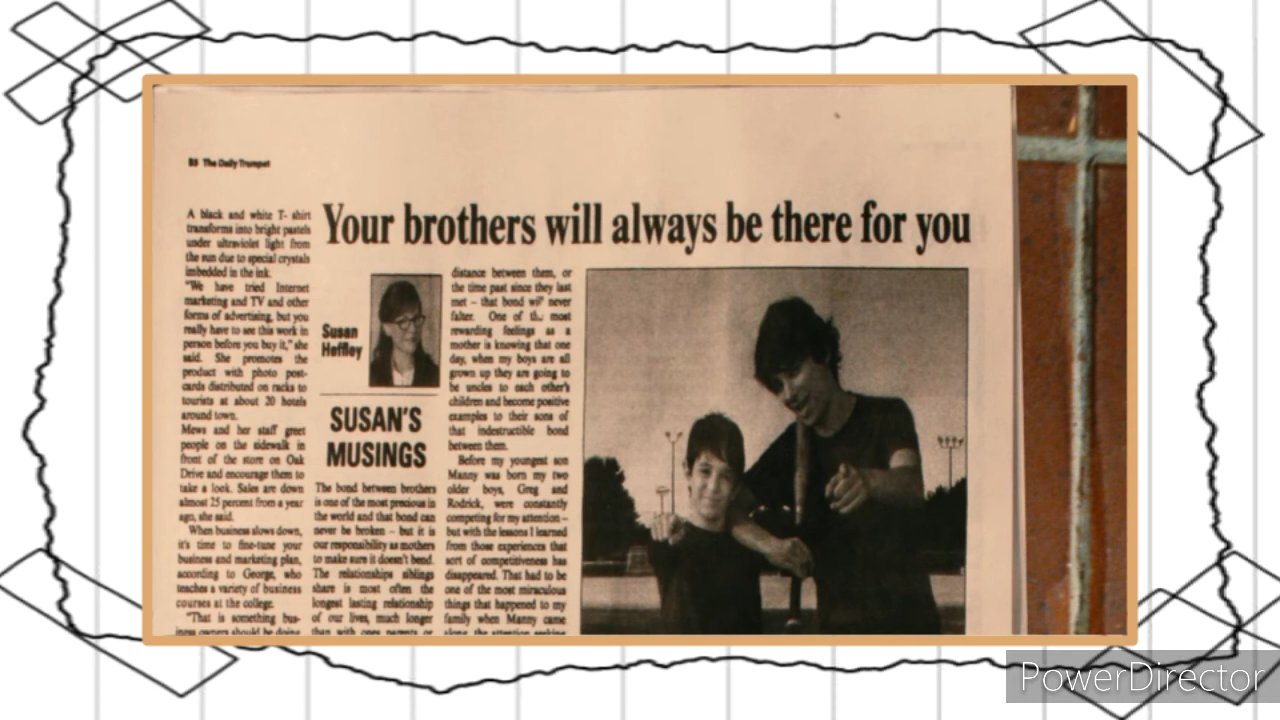 B5 The Daily Trumpet
Your brothers will always be there for you
A black and white T- shirt
transforms into bright pastels
under ultraviolet light from
the sun due to special crystals
imbedded in the ink.
"We have tried Internet
marketing and TV and other
forms of advertising, but you
really have to see this work in
person before you buy it," she
said. She promotes the
product with photo post-
cards distributed on racks to
tourists at about 20 hotels
around town.
Mews and her staff greet
people on the sidewalk in
front of the store on Oak
Drive and encourage them to
take a look. Sales are down
almost 25 percent from a year
ago, she said.
When business slows down,
it's time to fine-tune your
business and marketing plan,
according to George, who
teaches a variety of business
courses at the college.
"That is something bus-
iness owners should be doing
Susan
Heffley
SUSAN'S
MUSINGS
The bond between brothers
is one of the most precious in
the world and that bond can
never be broken – but it is
our responsibility as mothers
to make sure it doesn't bend.
The relationships siblings
share is most often the
longest lasting relationship
of our lives, much longer
than with ones parents or
distance between them, or
the time past since they last
met – that bond will never
falter. One of the most
rewarding feelings as a
mother is knowing that one
day, when my boys are all
grown up they are going to
be uncles to each other's
children and become positive
examples to their sons of
that indestructible bond
between them.
Before my youngest son
Manny was born my two
older boys, Greg and
Rodrick, were constantly
competing for my attention –
but with the lessons I learned
from those experiences that
sort of competitiveness has
disappeared. That had to be
one of the most miraculous
things that happened to my
family when Manny came
along, the attention seeking
PowerDirector